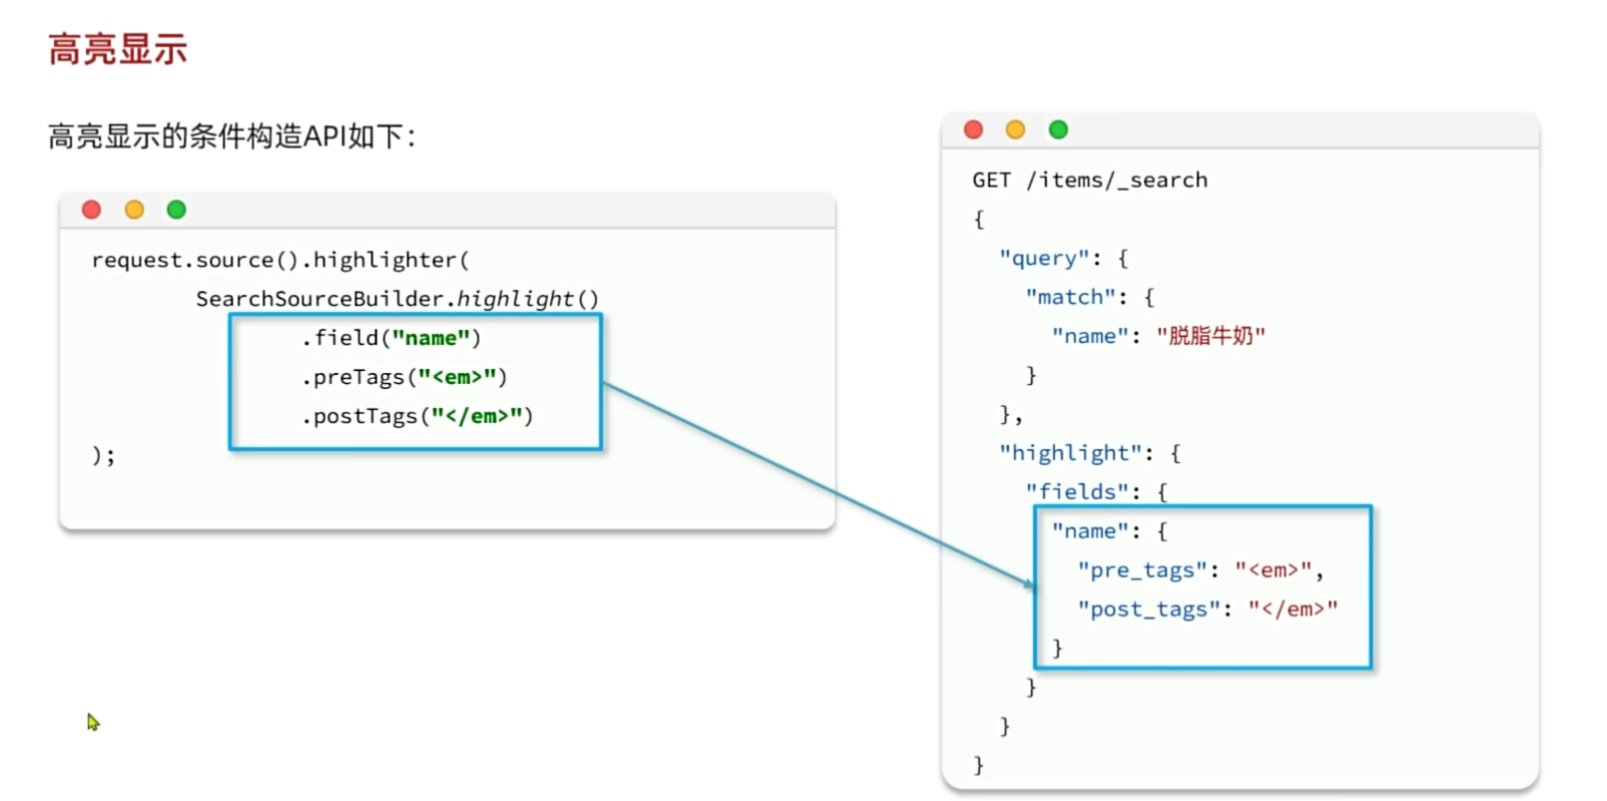 高亮显示
高亮显示的条件构造API如下：
request.source().highlighter(
SearchSourceBuilder.highlight()
.field("name")
.preTags("<em>")
.postTags("</em>")
);
GET /items/_search
{
"query": {
"match": {
"name": "脱脂牛奶"
}
},
"highlight": {
"fields": {
"name": {
"pre_tags": "<em>",
"post_tags": "</em>"
}
}
}
}